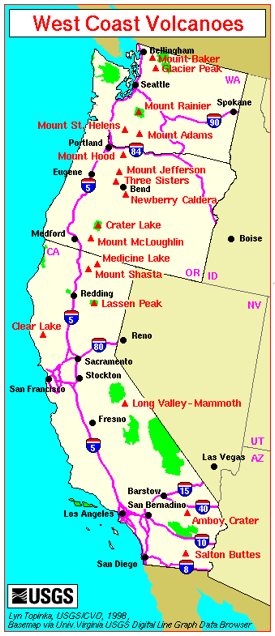 West Coast Volcanoes
Bellingham
Mount Baker
Glacier Peak
Seattle
WA
Mount Rainier
Spokane
90
Mount St. Helens
Mount Adams
Portland
84
Mount Hood
Mount Jefferson
Eugene
Three Sisters
5
Bend
Newbery Caldera
Crater Lake
Medford
Mount McLoughlin
Boise
CA
Medicine Lake
OR
ID
Mount Shasta
Redding
NV
Lassen Peak
5
Clear Lake
Reno
80
Sacramento
Stockton
San Francisco
Long Valley-Mammoth
Fresno
5
UT
AZ
Las Vegas
Barstow
15
40
San Bernadino
Los Angeles
Amboy Crater
10
Salton Buttes
San Diego
8
USGS
Lyn Topinka, USGS/CVO, 1998,
Basemap via Univ. Virginia USGS Digital Line Graph Data Browser